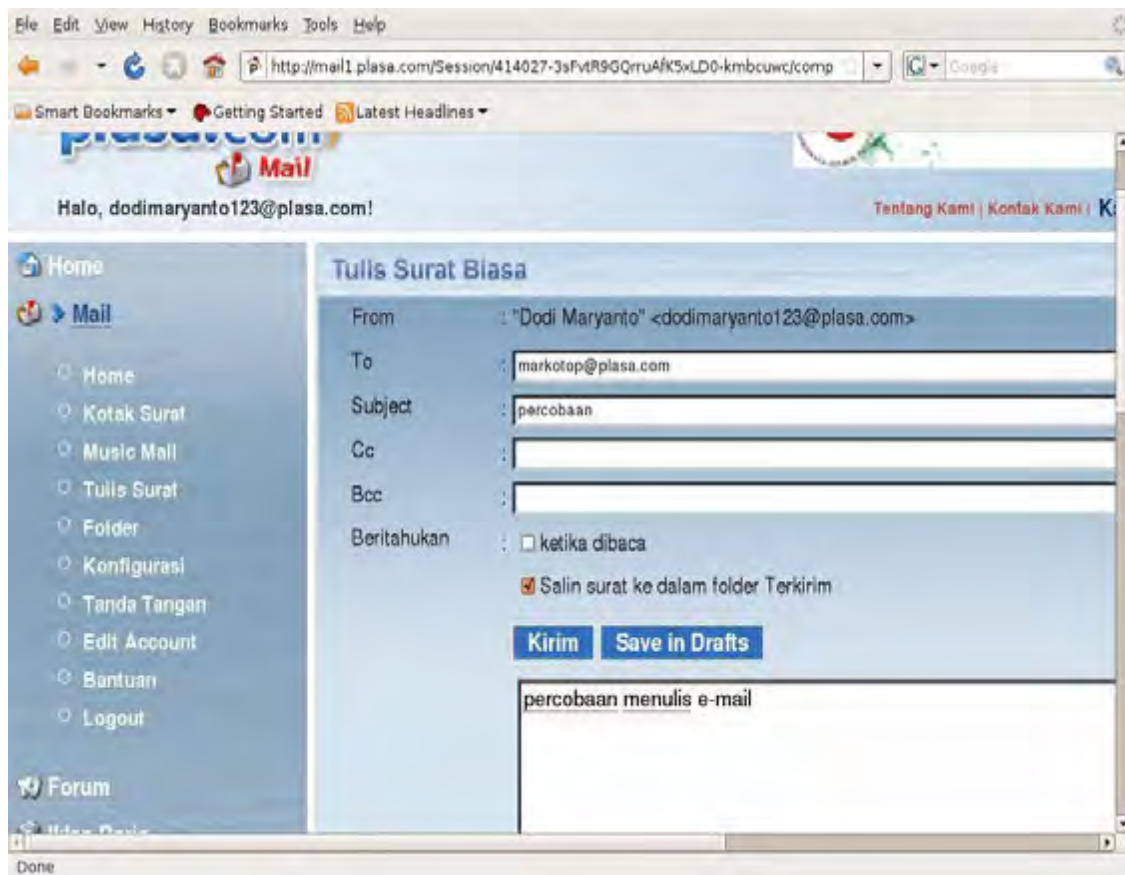 File Edit View History Bookmarks Tools Help
http://mail1.plasa.com/Session/414027-3sFvtR9GQrruAfK5xLD0-kmbcuwc/comp
Google
Smart Bookmarks Getting Started Latest Headlines
plasa.com
Mail
Halo, dodimaryanto123@plasa.com!
Tentang Kami | Kontak Kami |
Home
Mail
Home
Kotak Surat
Music Mail
Tulis Surat
Folder
Konfigurasi
Tanda Tangan
Edit Account
Bantuan
Logout
Forum
Tulis Surat Biasa
From : "Dodi Maryanto" <dodimaryanto123@plasa.com>
To : markotop@plasa.com
Subject : percobaan
Cc :
Bcc :
Beritahukan : ketika dibaca
Salin surat ke dalam folder Terkirim
Kirim Save in Drafts
percobaan menulis e-mail
Done